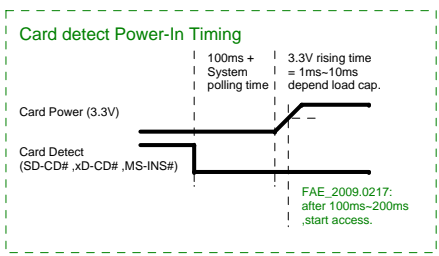 Card detect Power-In Timing
100ms +
System
polling time
3.3V rising time
= 1ms~10ms
depend load cap.
Card Power (3.3V)
Card Detect
(SD-CD# ,xD-CD# ,MS-INS#)
FAE_2009.0217:
after 100ms~200ms
,start access.